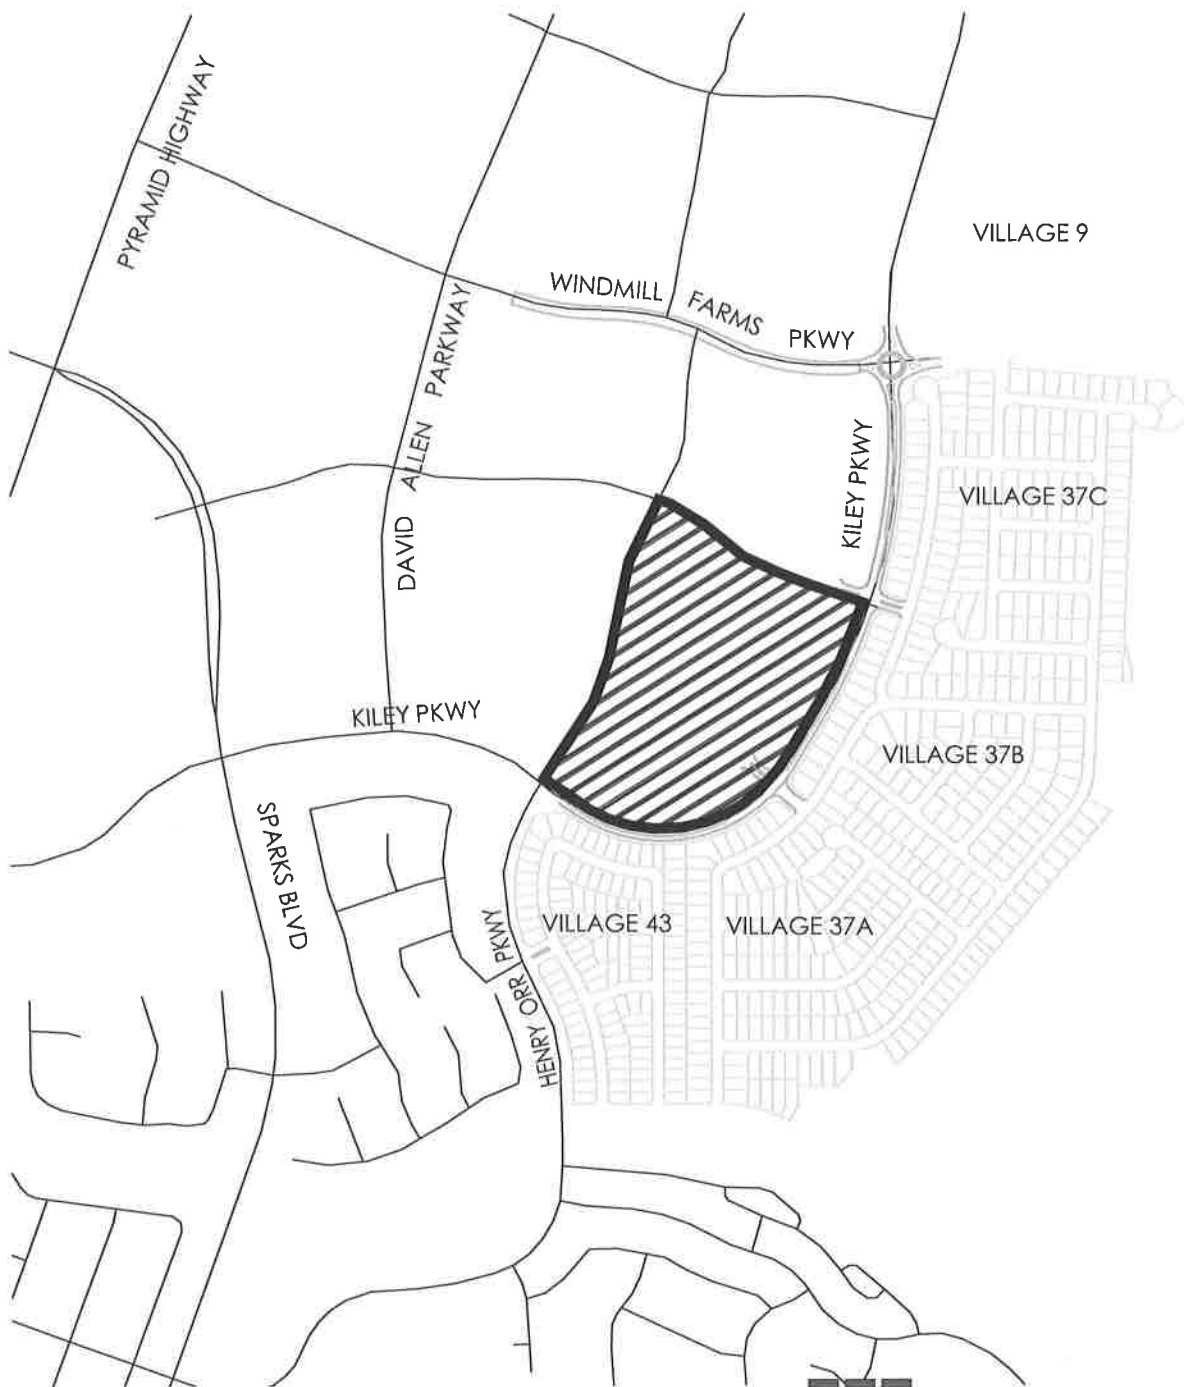 PYRAMID HIGHWAY
VILLAGE 9
WINDMILL FARMS PKWY
DAVID ALLEN PARKWAY
KILEY PKWY
VILLAGE 37C
KILEY PKWY
VILLAGE 37B
SPARKS BLVD
HENRY ORR PKWY
VILLAGE 43
VILLAGE 37A